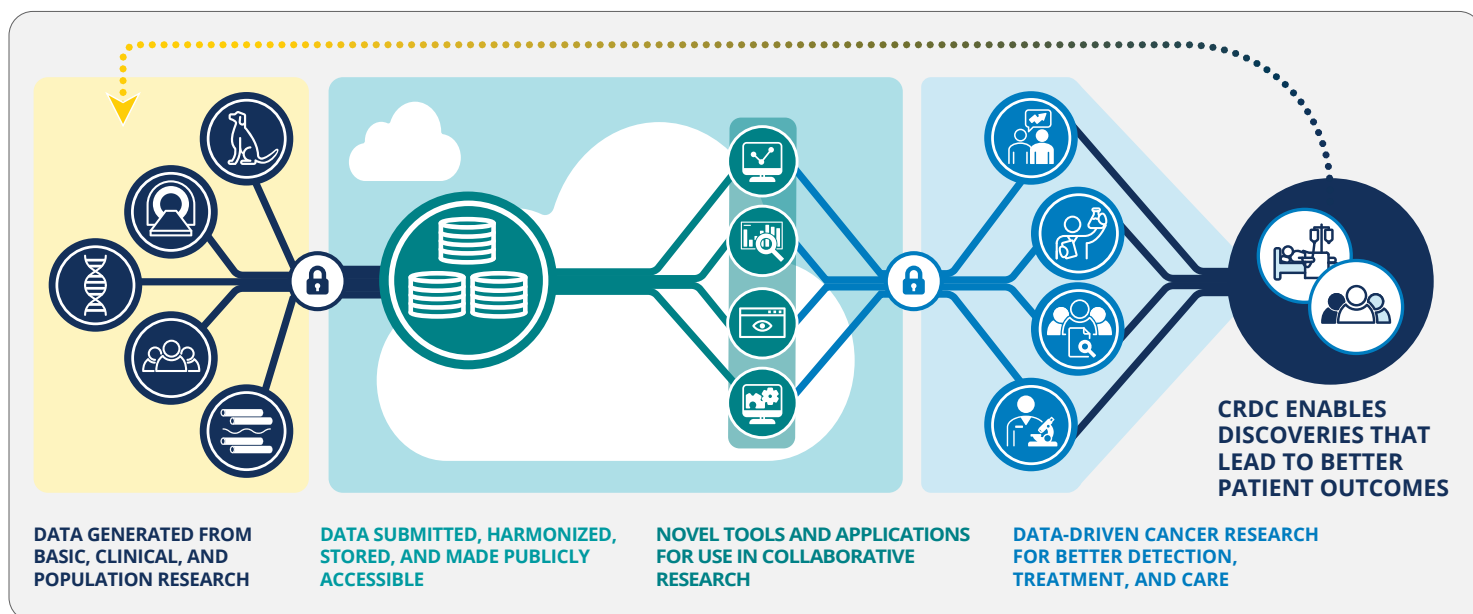 CRDC ENABLES
DISCOVERIES THAT
LEAD TO BETTER
PATIENT OUTCOMES
DATA GENERATED FROM
BASIC, CLINICAL, AND
POPULATION RESEARCH
DATA SUBMITTED, HARMONIZED,
STORED, AND MADE PUBLICLY
ACCESSIBLE
NOVEL TOOLS AND APPLICATIONS
FOR USE IN COLLABORATIVE
RESEARCH
DATA-DRIVEN CANCER RESEARCH
FOR BETTER DETECTION,
TREATMENT, AND CARE